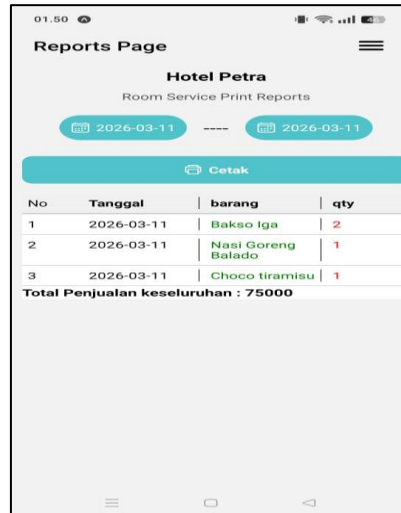 01.50
Reports Page
Hotel Petra
Room Service Print Reports
2026-03-11 ---- 2026-03-11
Cetak
No Tanggal | barang | qty
1 2026-03-11 | Bakso Iga | 2
2 2026-03-11 | Nasi Goreng | 1
Balado
3 2026-03-11 | Choco tiramisu | 1
Total Penjualan keseluruhan : 75000